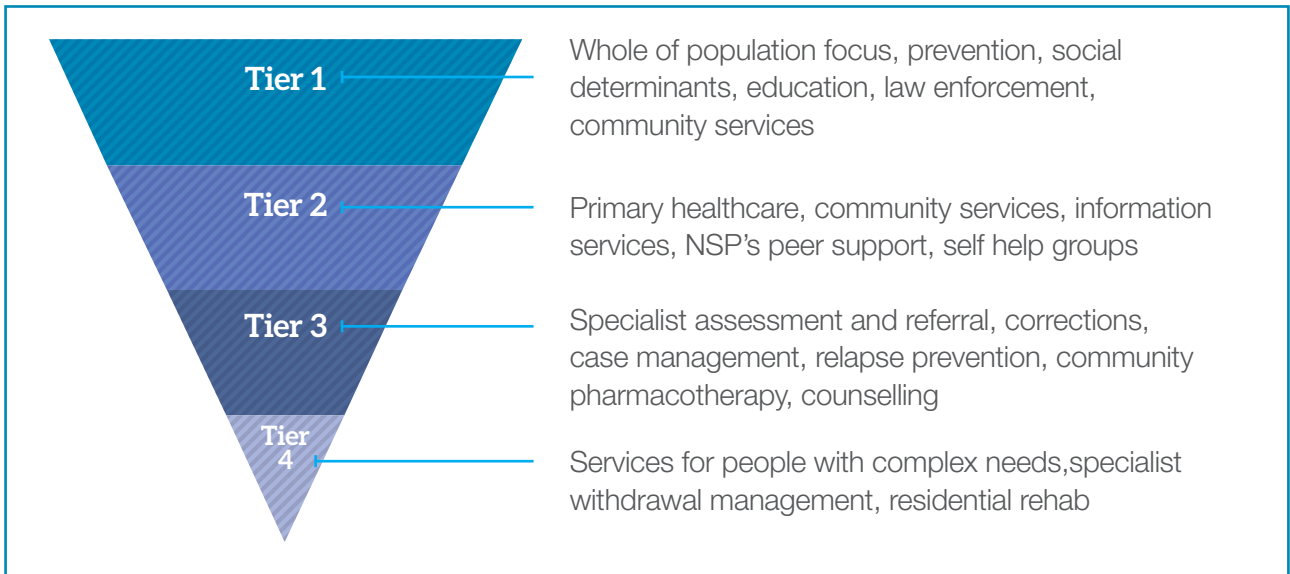 Tier 1
Whole of population focus, prevention, social
determinants, education, law enforcement,
community services
Tier 2
Primary healthcare, community services, information
services, NSP’s peer support, self help groups
Tier 3
Specialist assessment and referral, corrections,
case management, relapse prevention, community
pharmacotherapy, counselling
Tier
4
Services for people with complex needs,specialist
withdrawal management, residential rehab